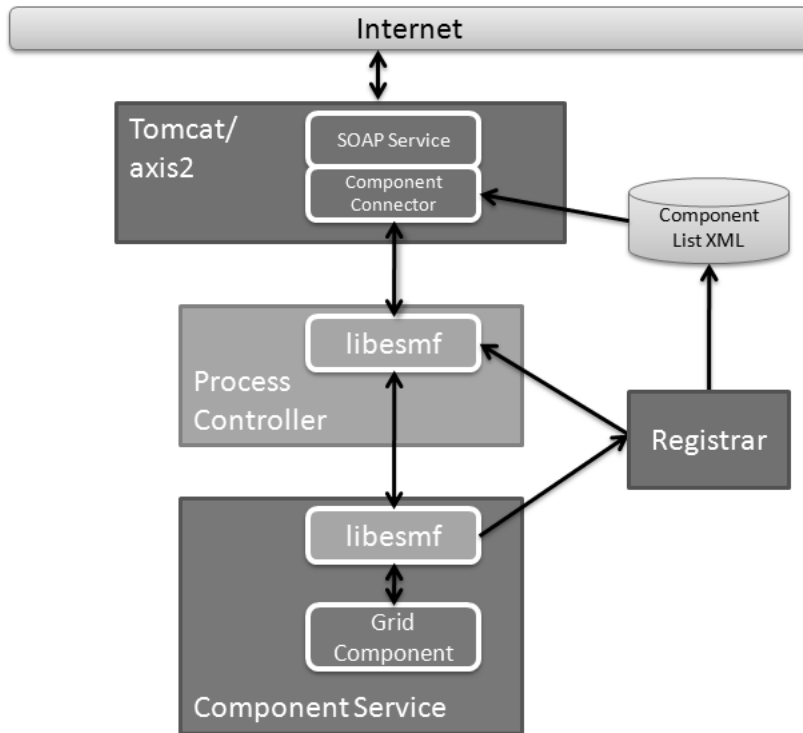 Internet
Tomcat/
axis2
SOAP Service
Component
Connector
Component
List XML
libesmf
Process
Controller
Registrar
libesmf
Grid
Component
Component Service